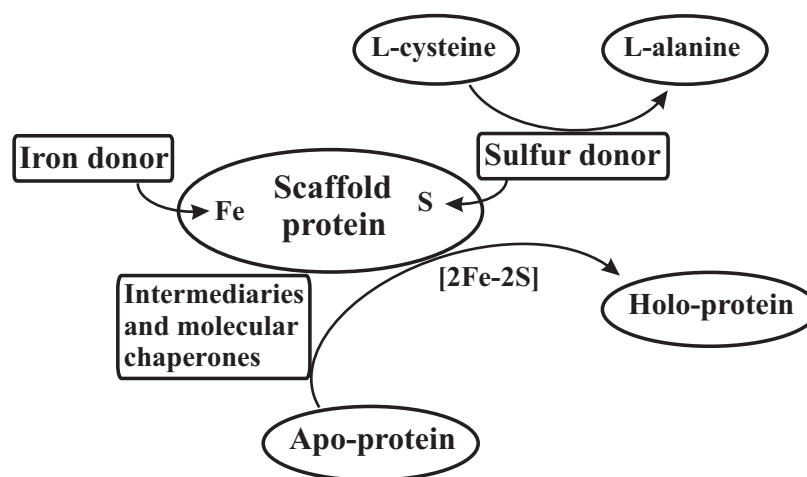 L-cysteine
L-alanine
Iron donor
Sulfur donor
Scaffold
protein
Fe
S
[2Fe-2S]
Intermediaries
and molecular
chaperones
Holo-protein
Apo-protein